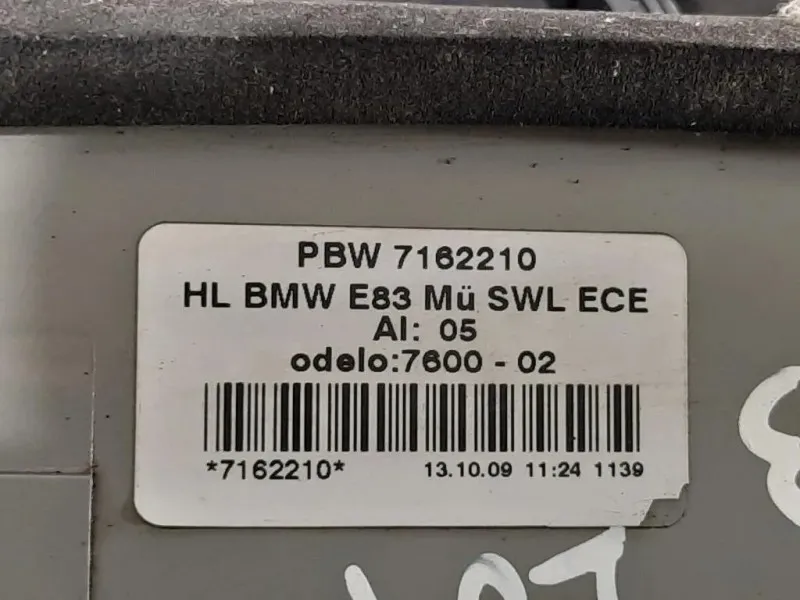 PBW 7162210
HL BMW E83 Mü SWL ECE
AI: 05
odelo:7600 - 02
*7162210* 13.10.09 11:24 1139